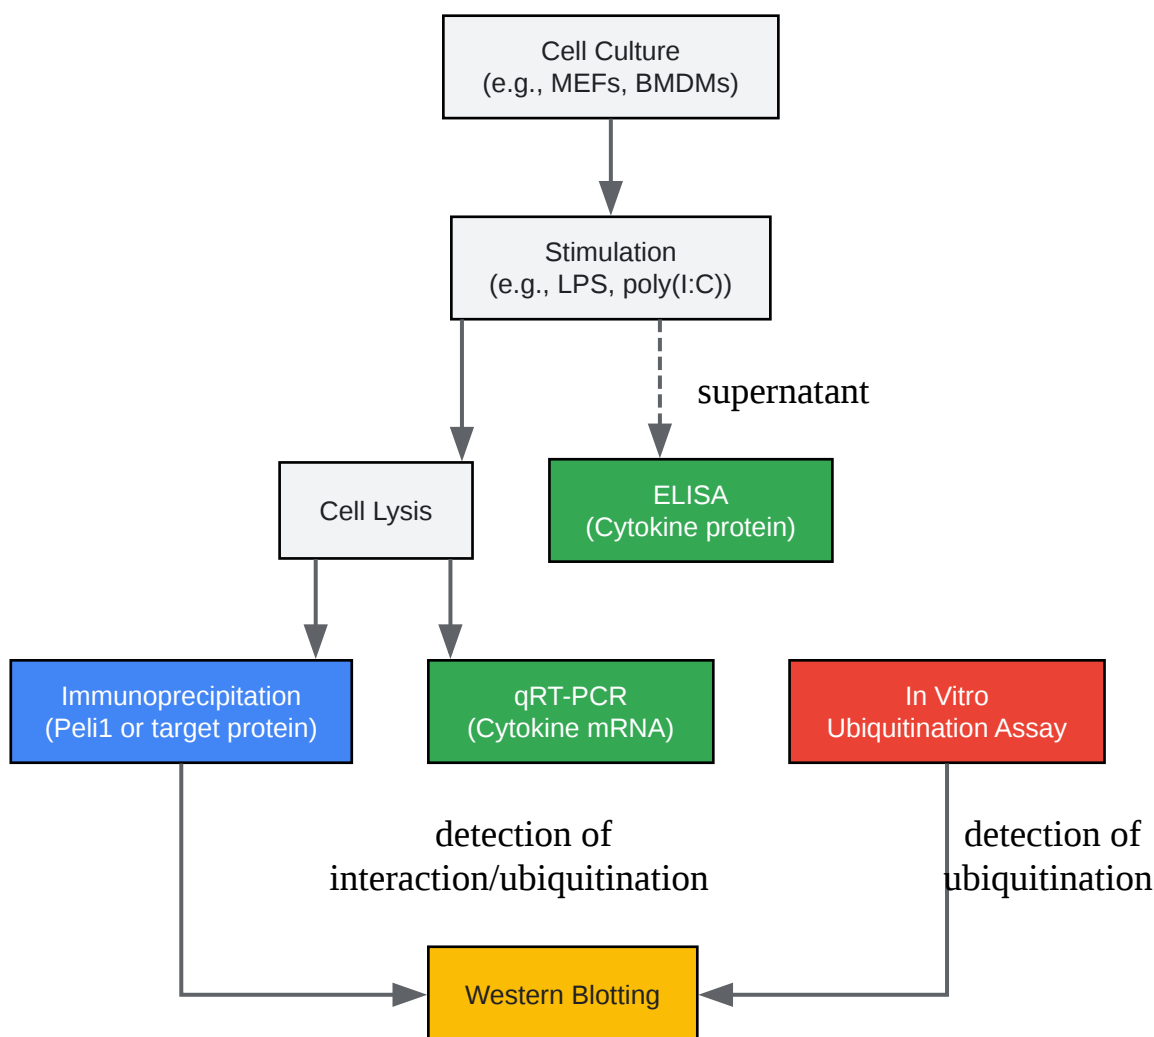 Cell Culture
(e.g., MEFs, BMDMs)
Stimulation
(e.g., LPS, poly(I:C))
supernatant
Cell Lysis
ELISA
(Cytokine protein)
Immunoprecipitation
(Peli1 or target protein)
qRT-PCR
(Cytokine mRNA)
In Vitro
Ubiquitination Assay
detection of
interaction/ubiquitination
detection of
ubiquitination
Western Blotting